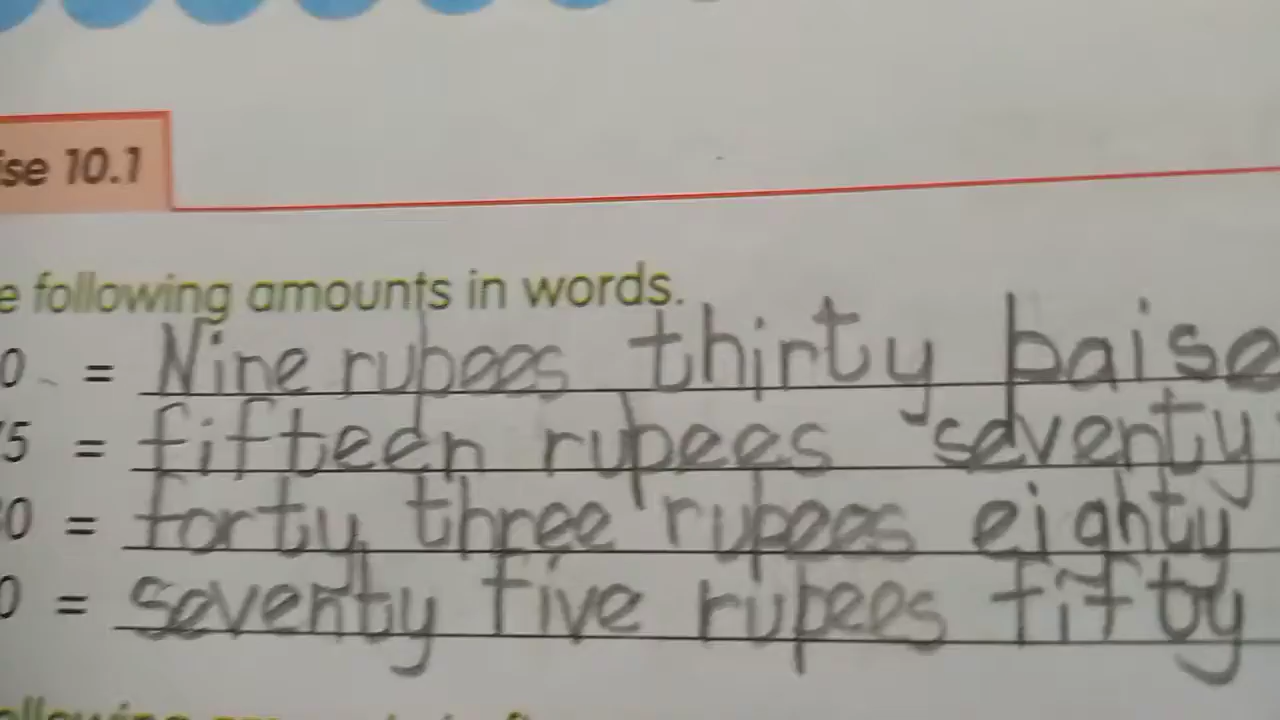 ise 10.1
e following amounts in words.
0 = Nine rupees thirty paise
75 = fifteen rupees seventy
0 = forty three rupees eighty
0 = seventy five rupees fifty